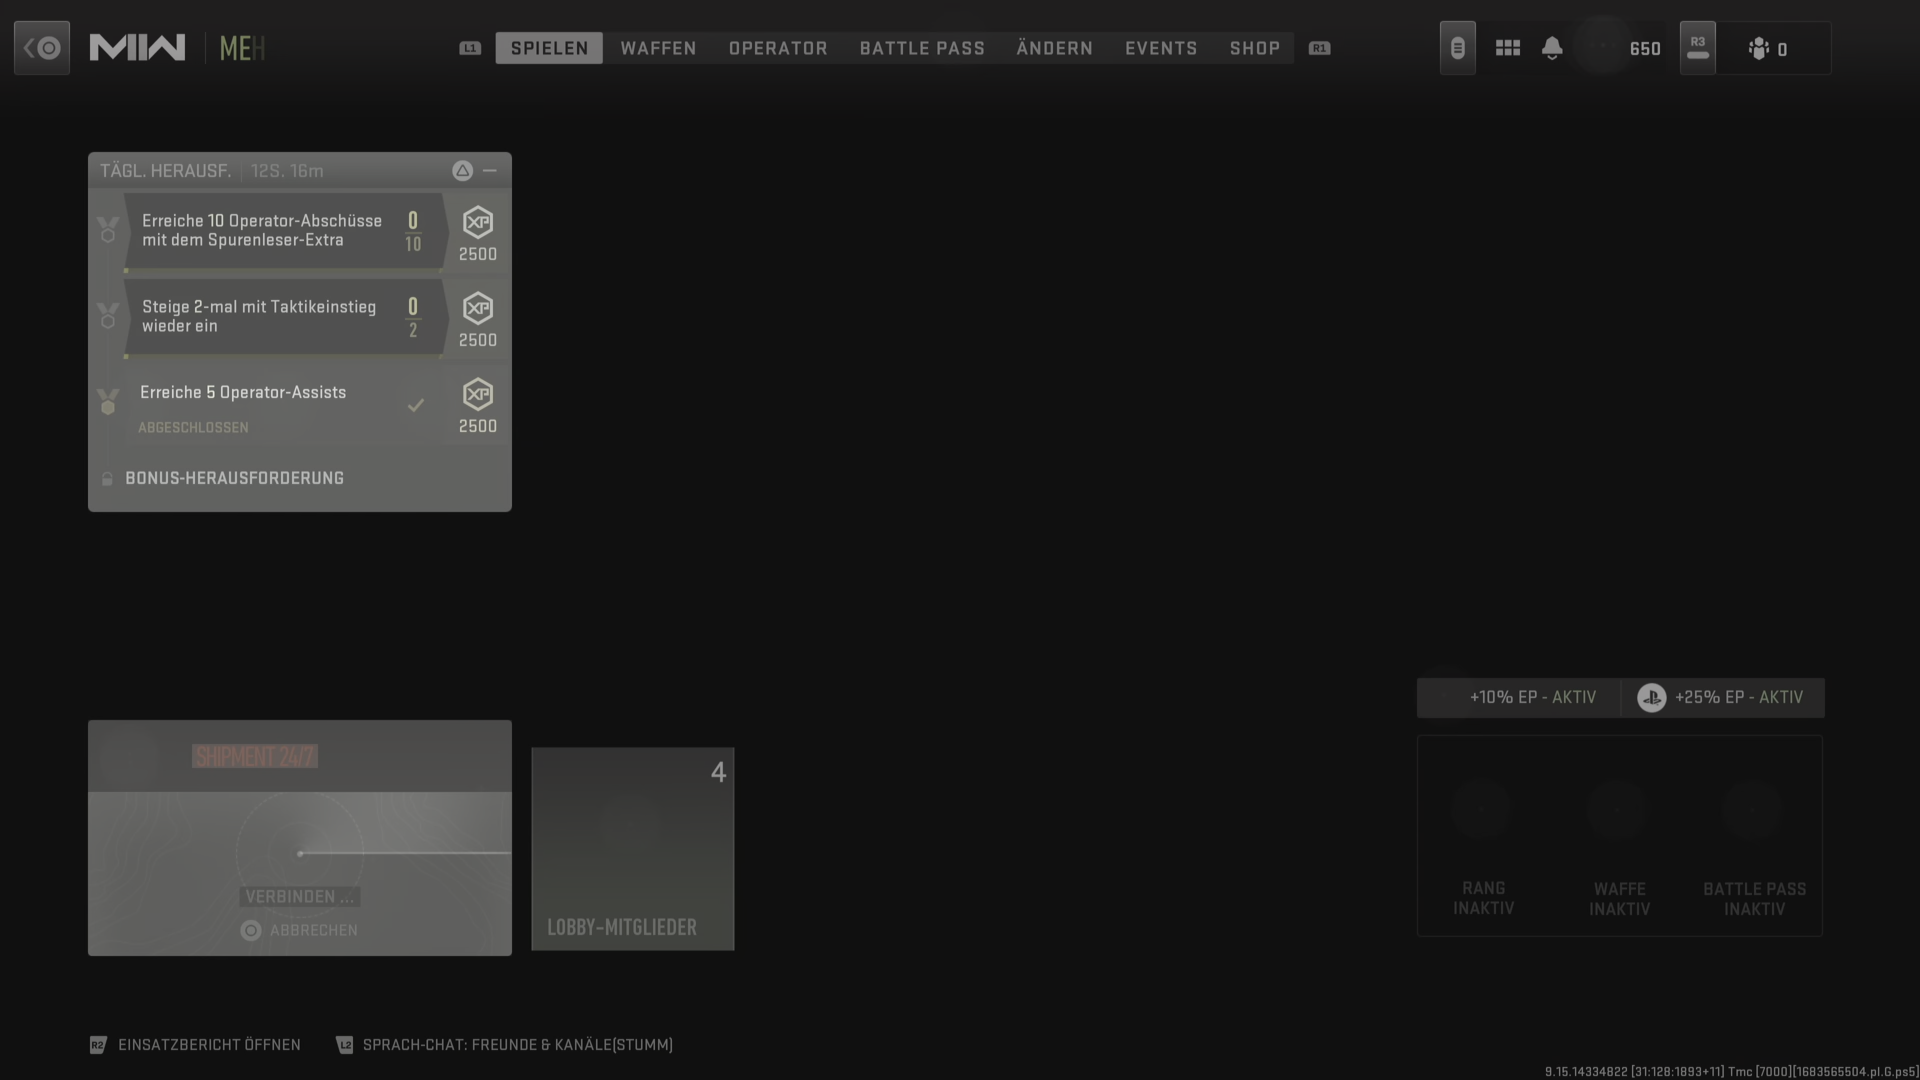 MW MEH
L1 SPIELEN WAFFEN OPERATOR BATTLE PASS ÄNDERN EVENTS SHOP R1
650 R3 0
TÄGL. HERAUSF. 12S. 16m
Erreiche 10 Operator-Abschüsse
mit dem Spurenleser-Extra
0
10
XP
2500
Steige 2-mal mit Taktikeinstieg
wieder ein
0
2
XP
2500
Erreiche 5 Operator-Assists
ABGESCHLOSSEN
XP
2500
BONUS-HERAUSFORDERUNG
+10% EP - AKTIV +25% EP - AKTIV
SHIPMENT 24/7
VERBINDEN ...
ABBRECHEN
4
LOBBY-MITGLIEDER
RANG
INAKTIV
WAFFE
INAKTIV
BATTLE PASS
INAKTIV
R2 EINSATZBERICHT ÖFFNEN L2 SPRACH-CHAT: FREUNDE & KANÄLE(STUMM)
9.15.14334822 [31:128:1893+11] Tmc [7000][1683565504.pl.G.ps5]